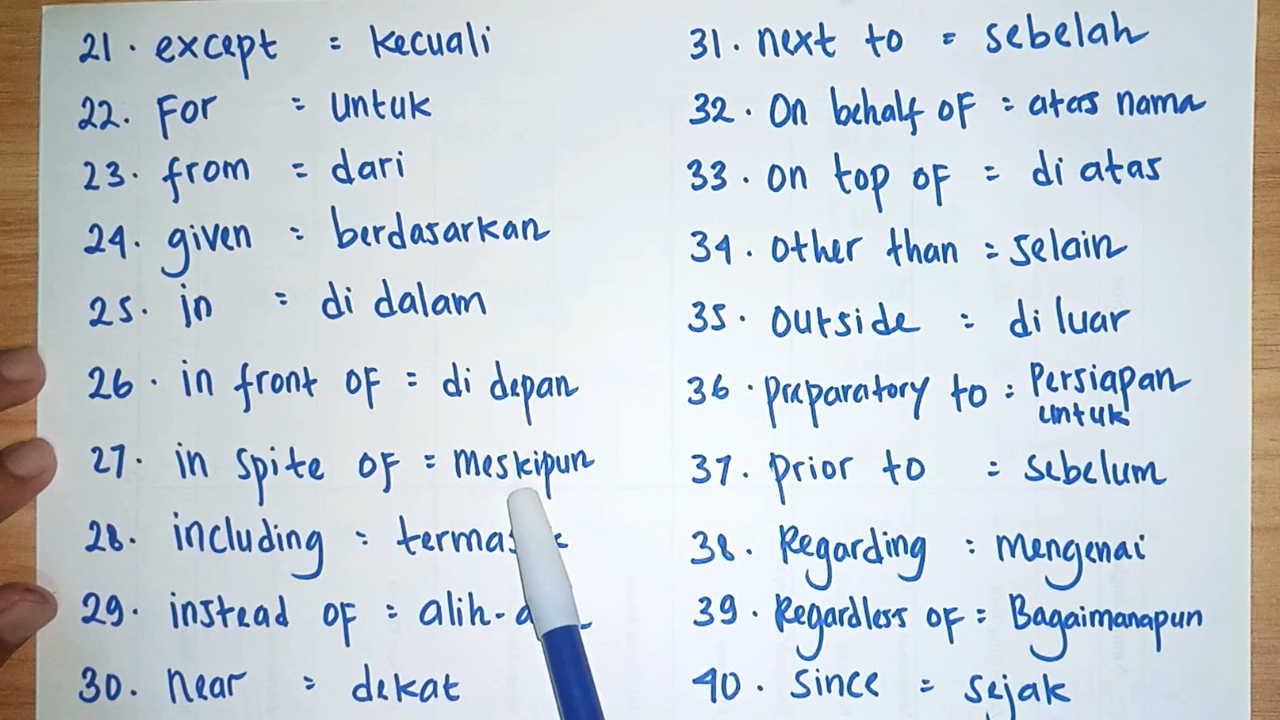 21. except = kecuali
22. For = untuk
23. from = dari
24. given = berdasarkan
25. in = di dalam
26. in front of = di depan
27. in spite of = meskipun
28. including =
29. instead of = alih-
30. near = dekat
31. next to = sebelah
32. On behalf of = atas nama
33. on top of = di atas
34. other than = selain
35. outside = di luar
36. preparatory to = Persiapan
untuk
37. prior to = sebelum
38. Regarding = mengenai
39. Regardless of = Bagaimanapun
40. since = sejak